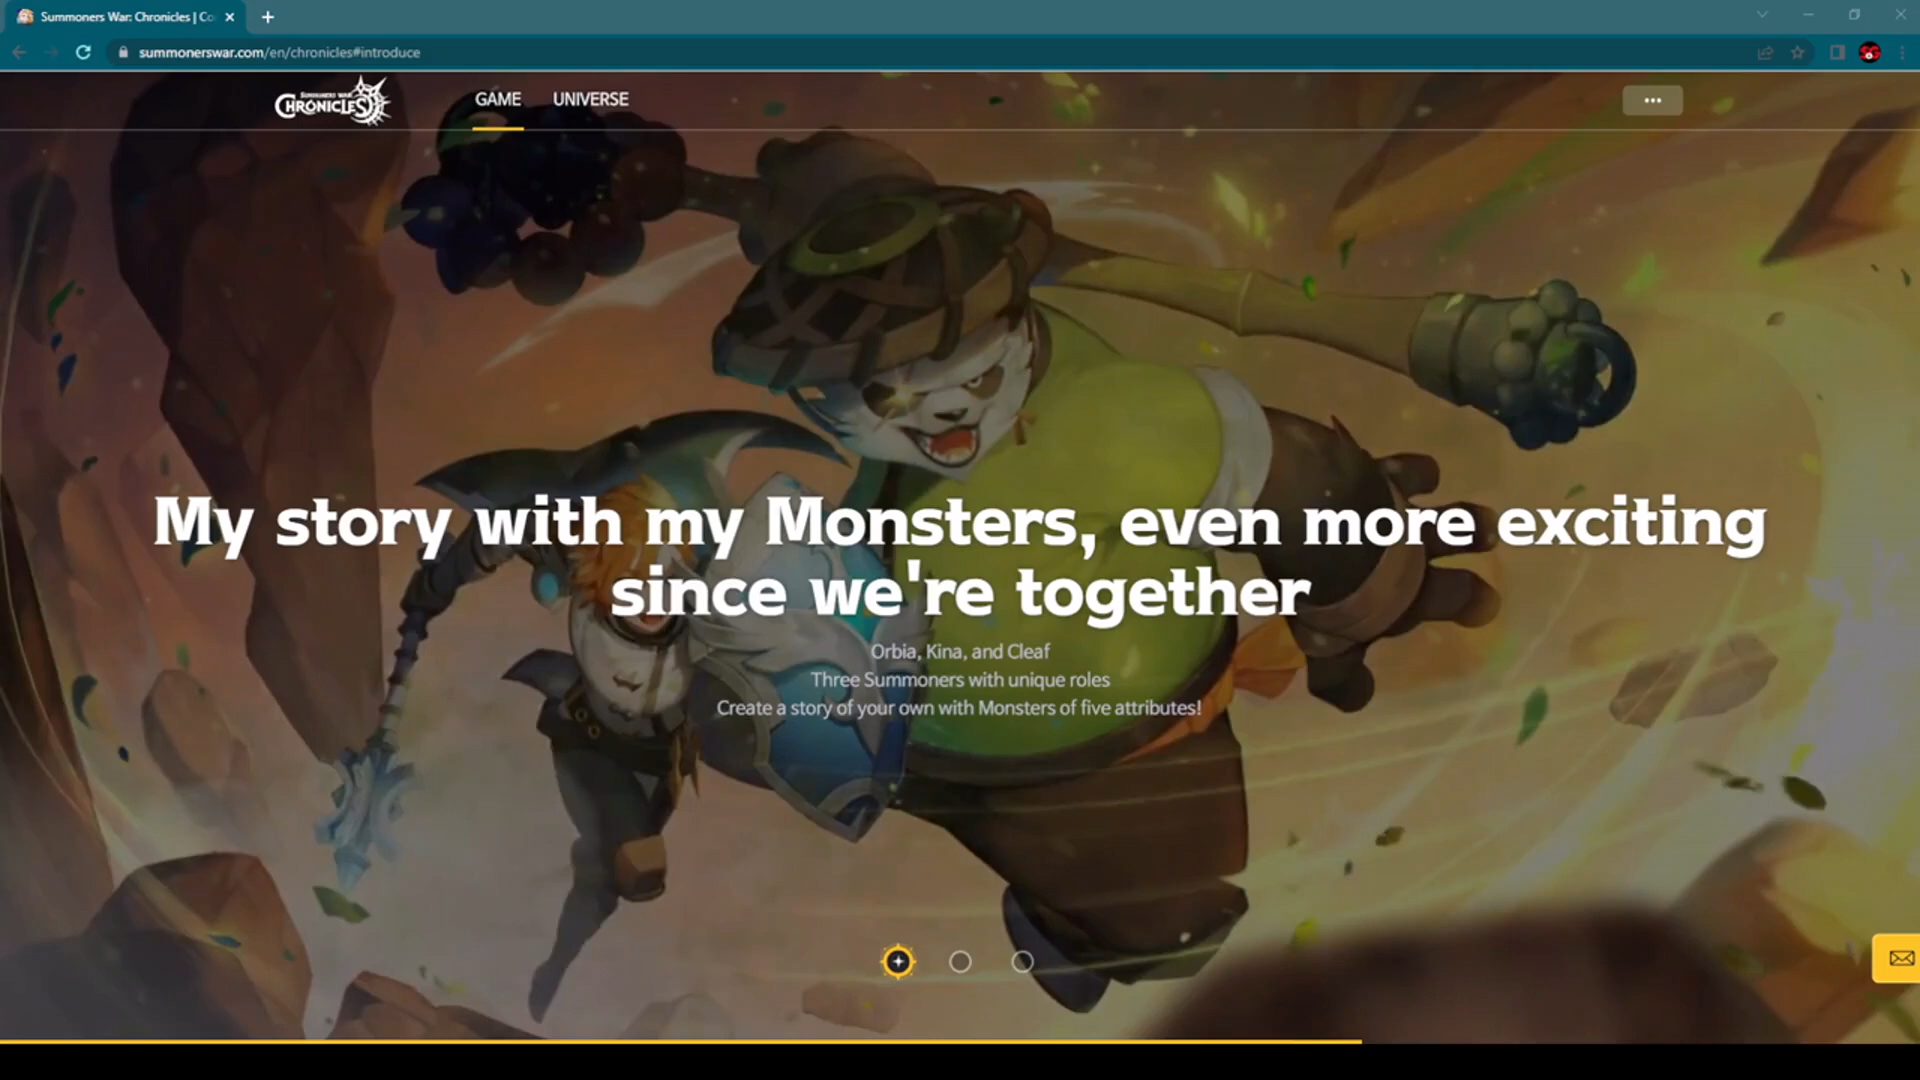 Summoners War: Chronicles | Co
summonerswar.com/en/chronicles#introduce
SUMMONERS WAR
CHRONICLES
GAME
UNIVERSE
My story with my Monsters, even more exciting
since we're together
Orbia, Kina, and Cleaf
Three Summoners with unique roles
Create a story of your own with Monsters of five attributes!